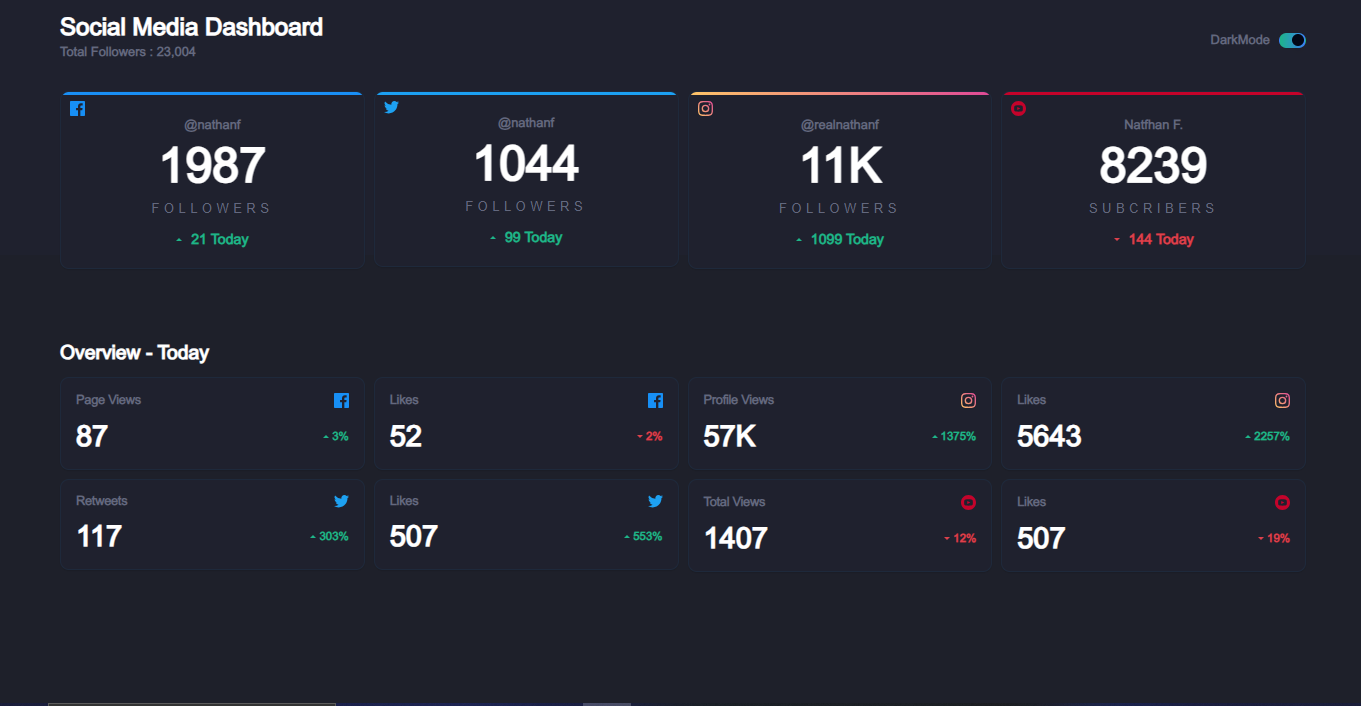 Social Media Dashboard
Total Followers : 23,004
DarkMode
@nathanf
1987
FOLLOWERS
21 Today
@nathanf
1044
FOLLOWERS
99 Today
@realnathanf
11K
FOLLOWERS
1099 Today
Natfhan F.
8239
SUBCRIBERS
144 Today
Overview - Today
Page Views
87
3%
Likes
52
2%
Profile Views
57K
1375%
Likes
5643
2257%
Retweets
117
303%
Likes
507
553%
Total Views
1407
12%
Likes
507
19%